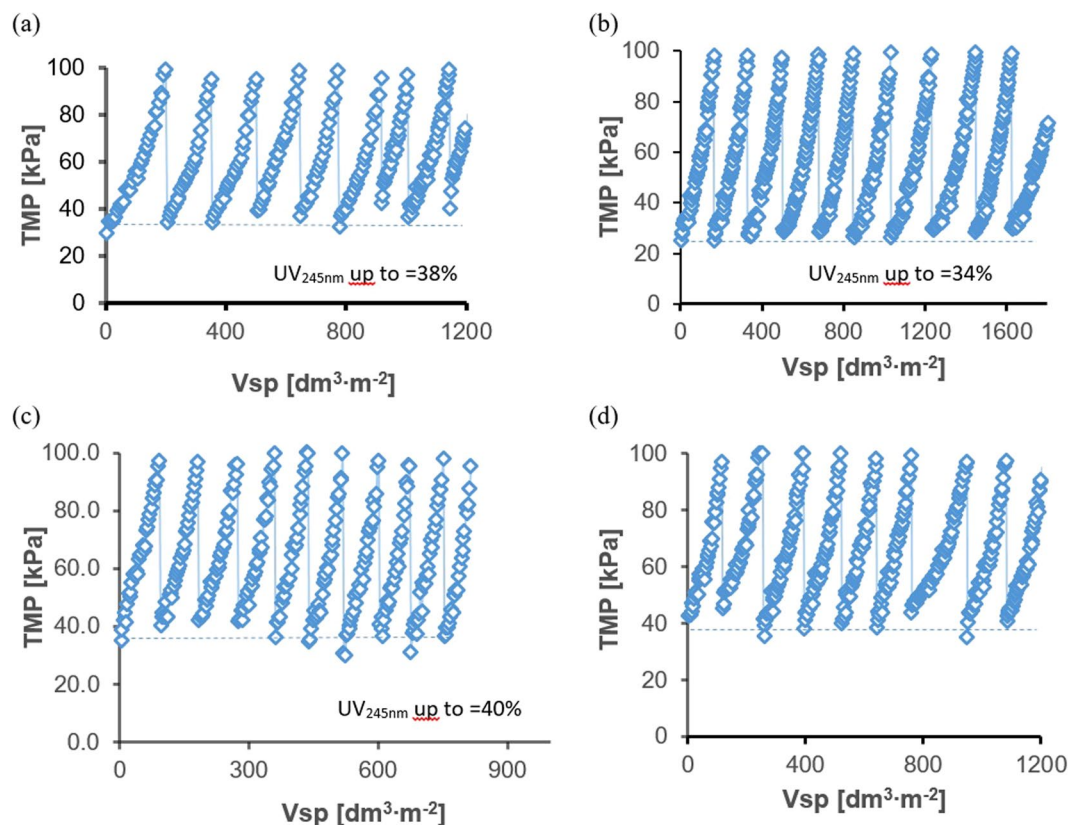 (a)
100
80
60
40
20
0
TMP [kPa]
UV245nm up to =38%
0 400 800 1200
Vsp [dm³·m⁻²]
(b)
100
80
60
40
20
0
TMP [kPa]
UV245nm up to =34%
0 400 800 1200 1600
Vsp [dm³·m⁻²]
(c)
100.0
80.0
60.0
40.0
20.0
0.0
TMP [kPa]
UV245nm up to =40%
0 300 600 900
Vsp [dm³·m⁻²]
(d)
100
80
60
40
20
0
TMP [kPa]
0 400 800 1200
Vsp [dm³·m⁻²]